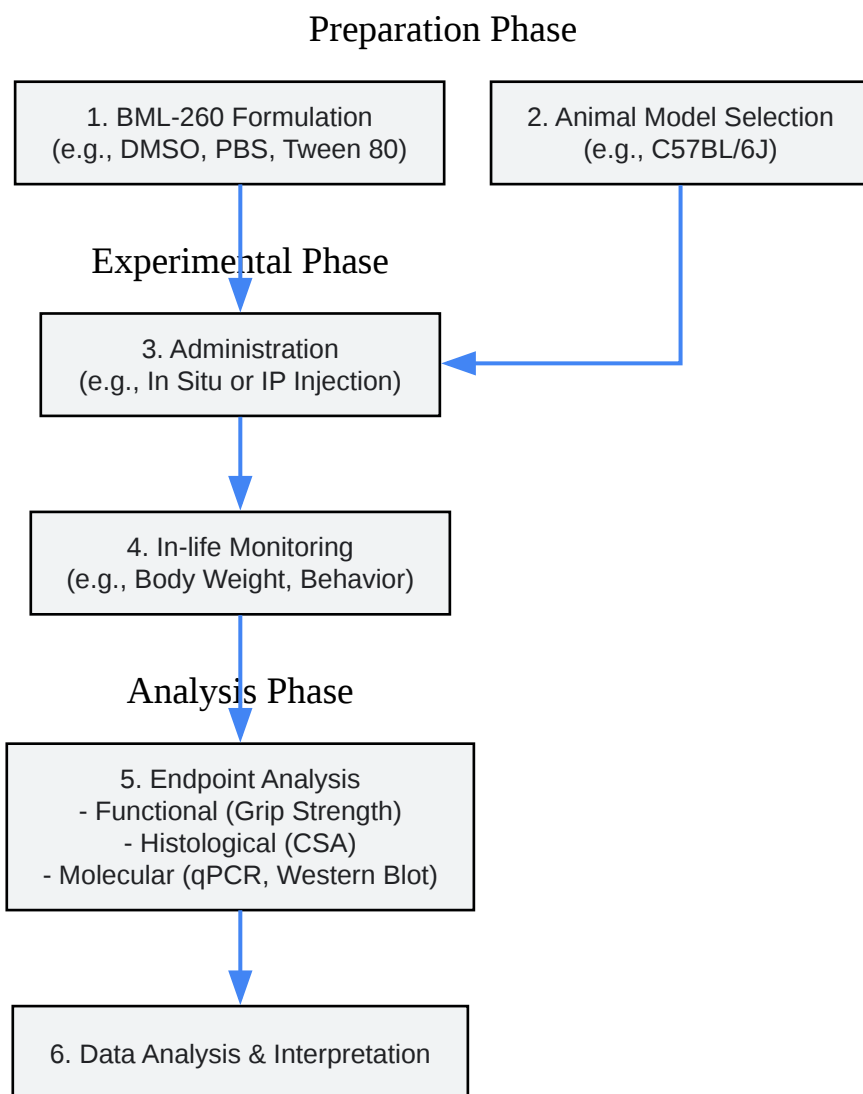 Preparation Phase
1. BML-260 Formulation
(e.g., DMSO, PBS, Tween 80)
2. Animal Model Selection
(e.g., C57BL/6J)
Experimental Phase
3. Administration
(e.g., In Situ or IP Injection)
4. In-life Monitoring
(e.g., Body Weight, Behavior)
Analysis Phase
5. Endpoint Analysis
- Functional (Grip Strength)
- Histological (CSA)
- Molecular (qPCR, Western Blot)
6. Data Analysis & Interpretation